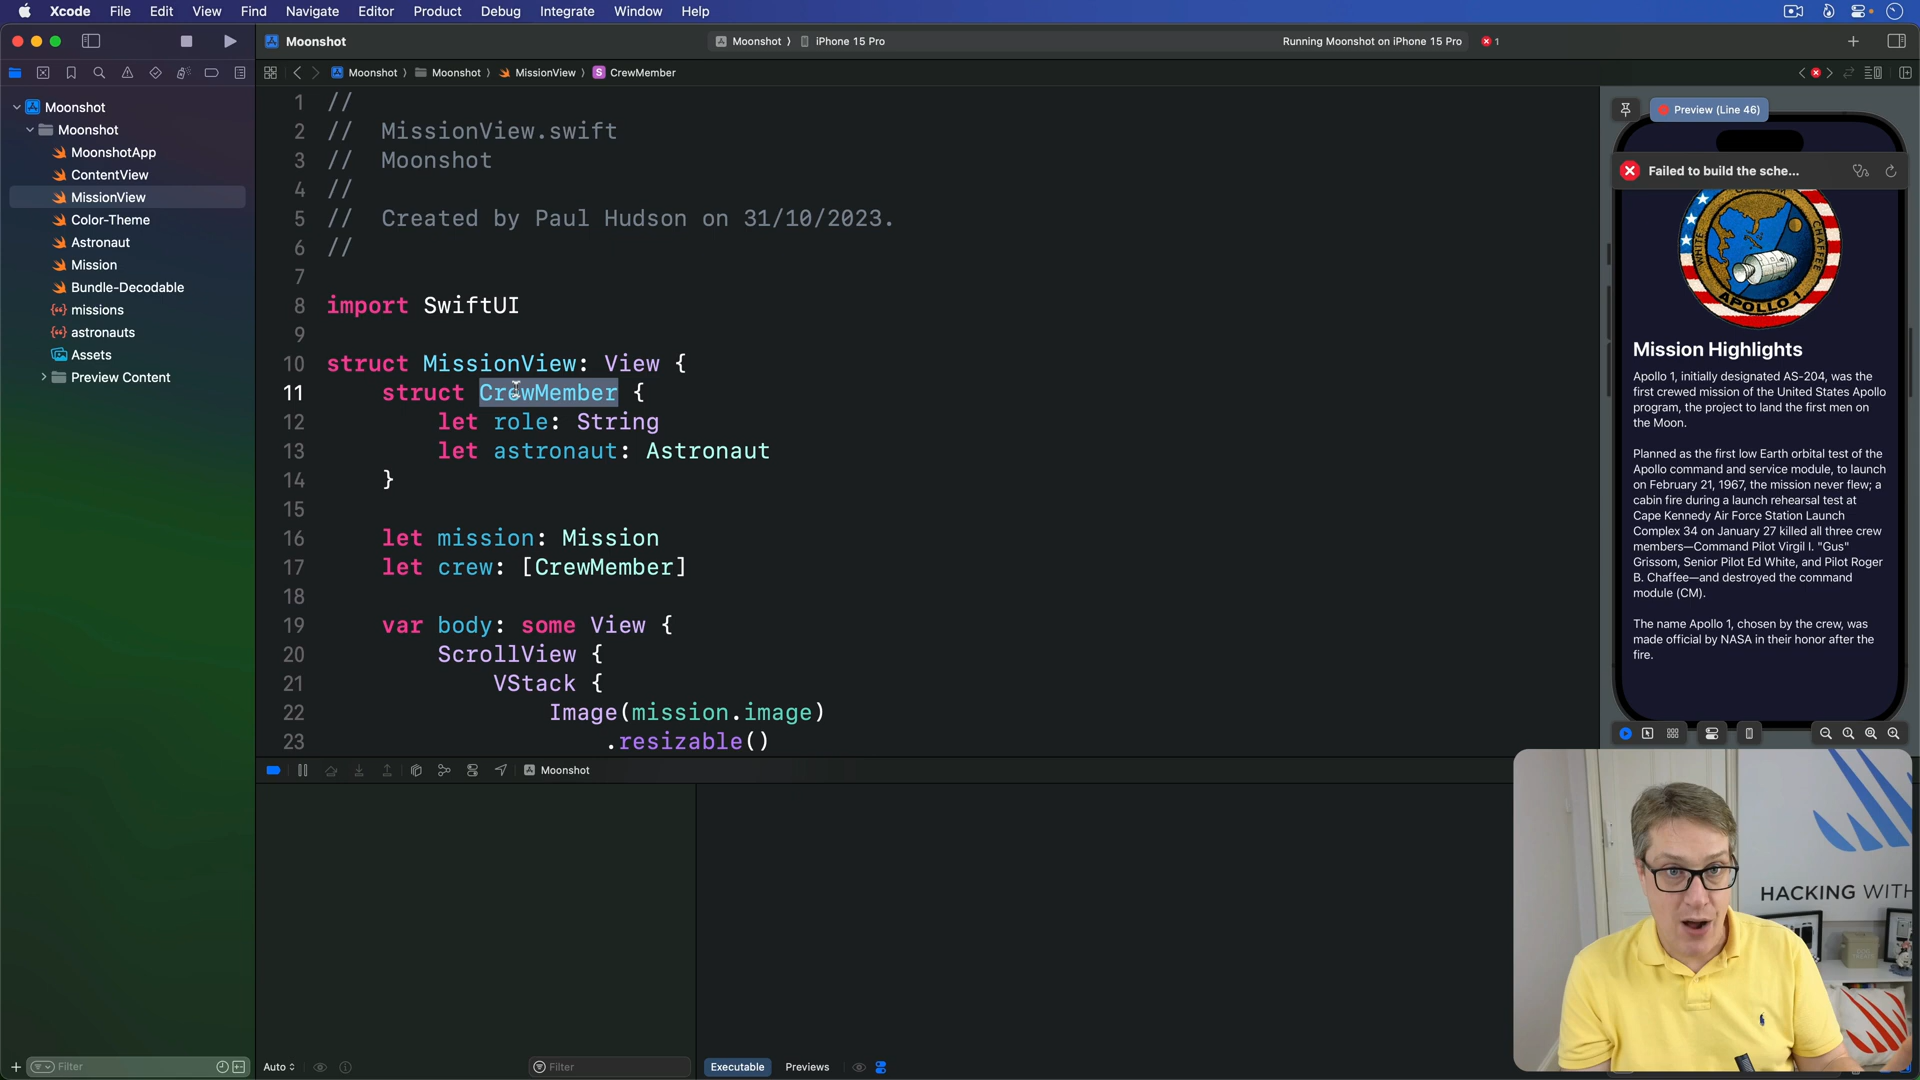 Xcode File Edit View Find Navigate Editor Product Debug Integrate Window Help
Moonshot
Moonshot 〉 iPhone 15 Pro
Running Moonshot on iPhone 15 Pro
1
Moonshot 〉 Moonshot 〉 MissionView 〉 S CrewMember
Moonshot
Moonshot
MoonshotApp
ContentView
MissionView
Color-Theme
Astronaut
Mission
Bundle-Decodable
missions
astronauts
Assets
Preview Content
1 //
2 // MissionView.swift
3 // Moonshot
4 //
5 // Created by Paul Hudson on 31/10/2023.
6 //
7
8 import SwiftUI
9
10 struct MissionView: View {
11 struct CrewMember {
12 let role: String
13 let astronaut: Astronaut
14 }
15
16 let mission: Mission
17 let crew: [CrewMember]
18
19 var body: some View {
20 ScrollView {
21 VStack {
22 Image(mission.image)
23 .resizable()
Preview (Line 46)
Failed to build the sche...
WHITE
CHAFFEE
APOLLO 1
Mission Highlights
Apollo 1, initially designated AS-204, was the
first crewed mission of the United States Apollo
program, the project to land the first men on
the Moon.
Planned as the first low Earth orbital test of the
Apollo command and service module, to launch
on February 21, 1967, the mission never flew; a
cabin fire during a launch rehearsal test at
Cape Kennedy Air Force Station Launch
Complex 34 on January 27 killed all three crew
members—Command Pilot Virgil I. "Gus"
Grissom, Senior Pilot Ed White, and Pilot Roger
B. Chaffee—and destroyed the command
module (CM).
The name Apollo 1, chosen by the crew, was
made official by NASA in their honor after the
fire.
Moonshot
HACKING WITH
Filter
Auto
Filter
Executable
Previews